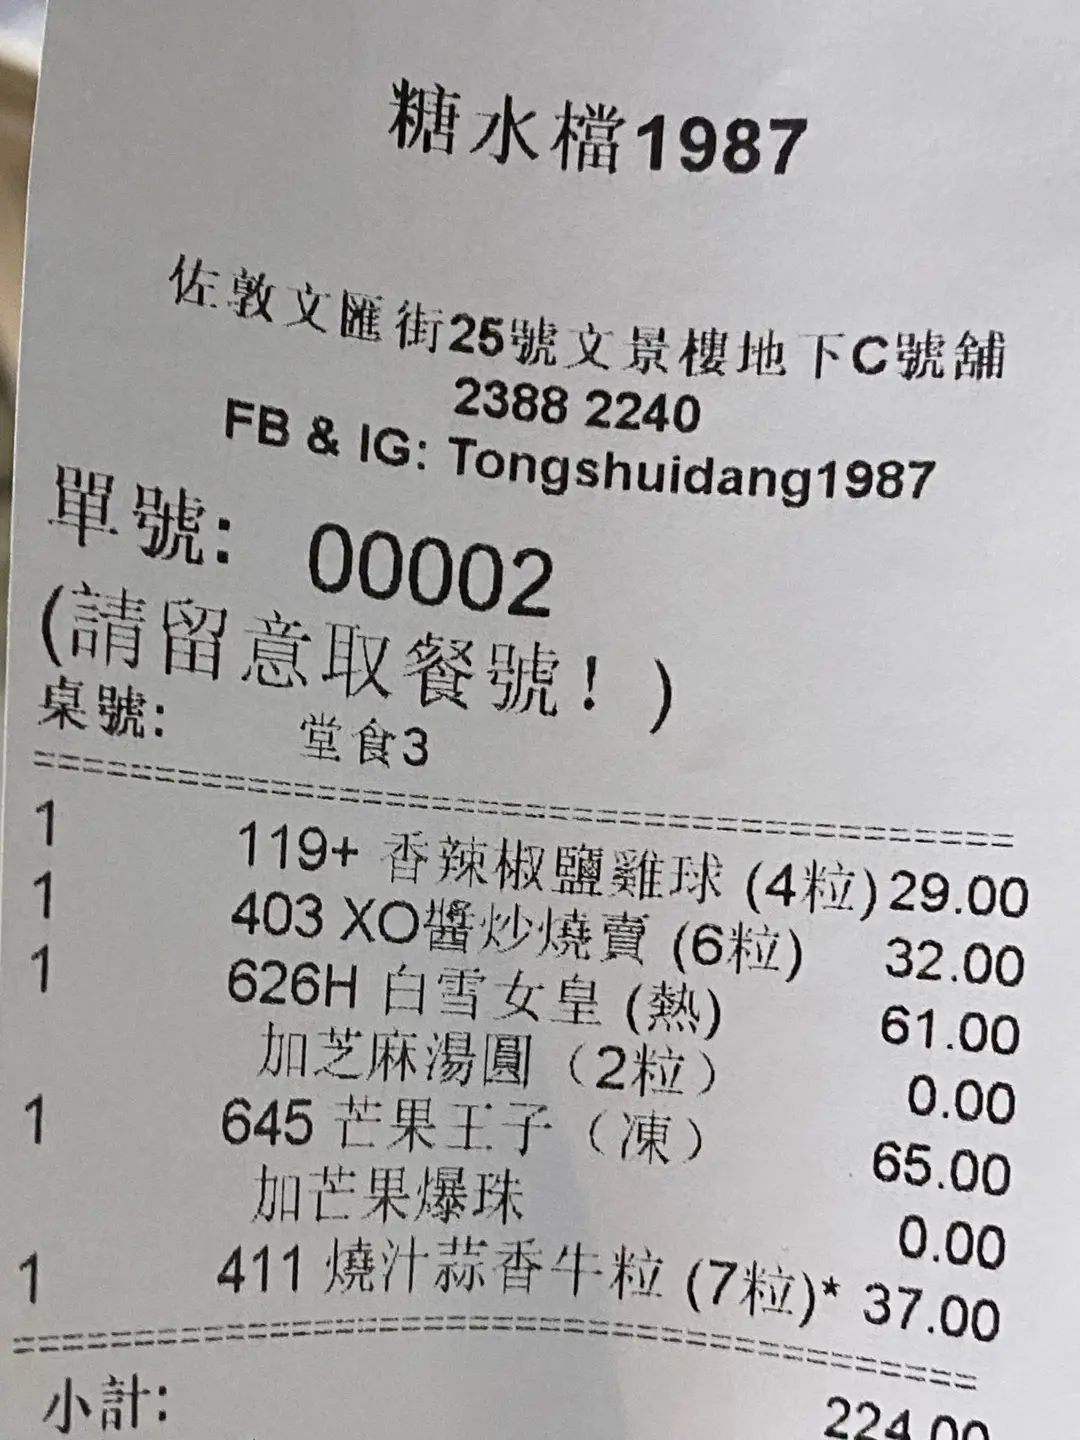 糖水檔1987
佐敦文匯街25號文景樓地下C號舖
2388 2240
FB & IG: Tongshuidang1987
單號: 00002
(請留意取餐號! )
桌號: 堂食3
1 119+ 香辣椒鹽雞球 (4粒) 29.00
1 403 XO醬炒燒賣 (6粒) 32.00
1 626H 白雪女皇 (熱) 61.00
加芝麻湯圓（2粒） 0.00
1 645 芒果王子（凍） 65.00
加芒果爆珠 0.00
1 411 燒汁蒜香牛粒 (7粒)* 37.00
小計: 224.00